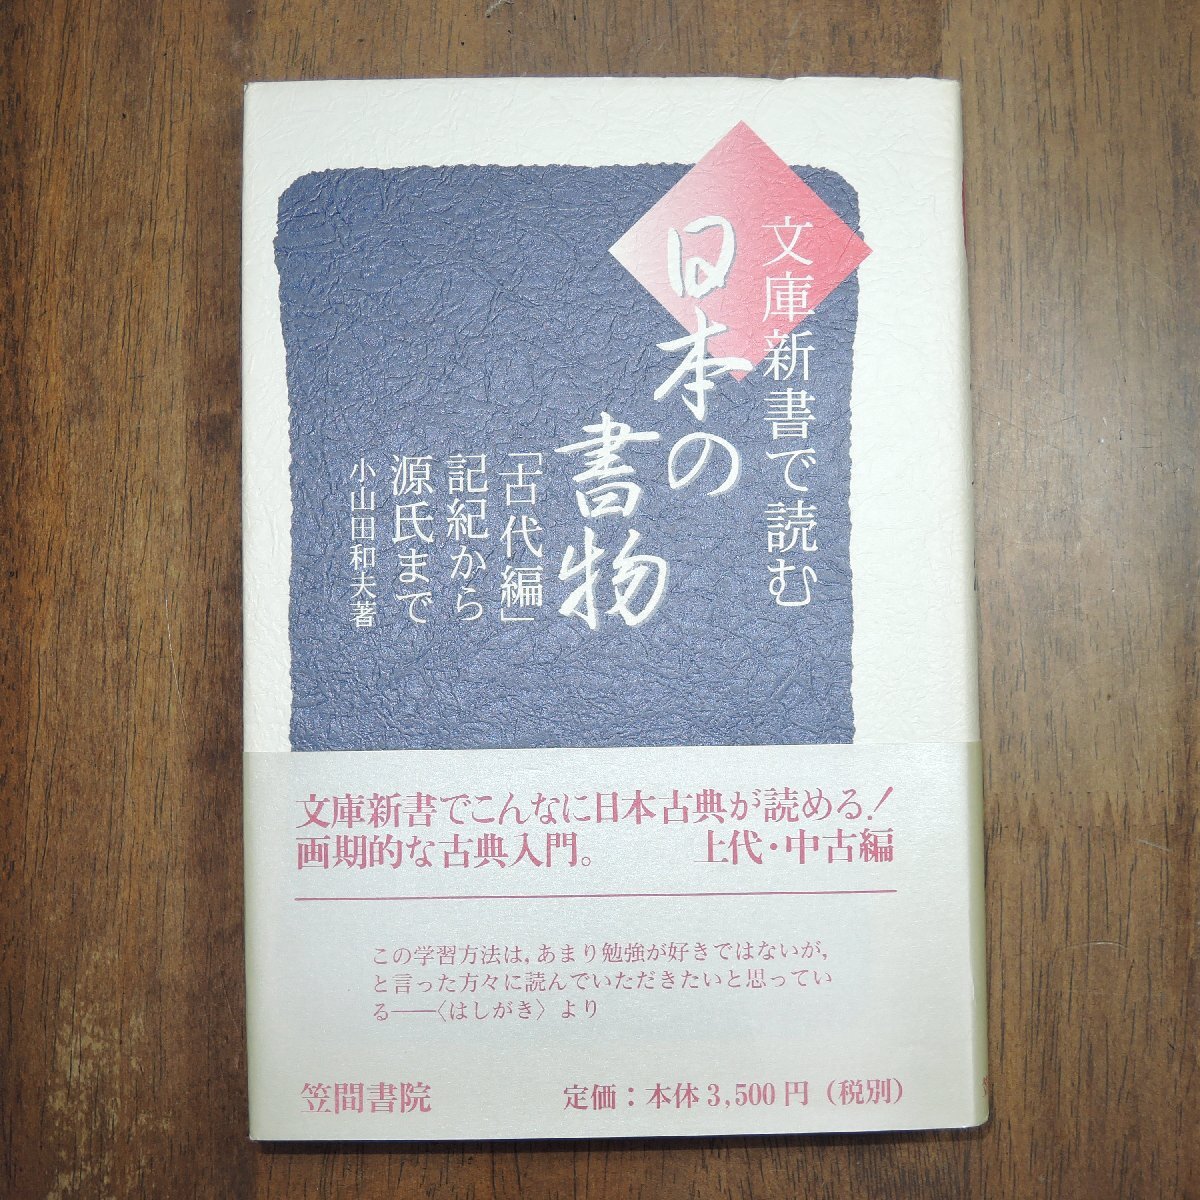 文庫新書で読む
日本の
書物
「古代編」
記紀から
源氏まで
小山田和夫著
文庫新書でこんなに日本古典が読める!
画期的な古典入門。 上代・中古編
この学習方法は,あまり勉強が好きではないが,
と言った方々に読んでいただきたいと思ってい
る──〈はしがき〉より
笠間書院 定価：本体3,500円（税別）